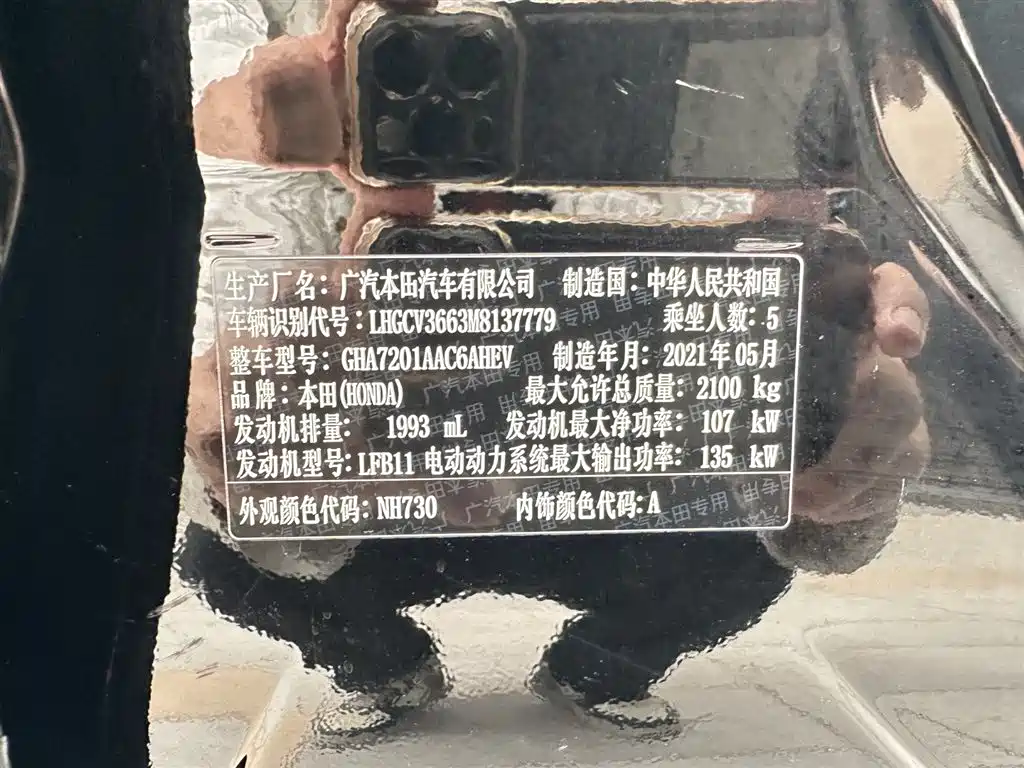 生产厂名：广汽本田汽车有限公司 制造国：中华人民共和国
车辆识别代号：LHGCV3663M8137779 乘坐人数：5
整车型号：GHA7201AAC6AHEV 制造年月：2021年05月
品牌：本田(HONDA) 最大允许总质量：2100 kg
发动机排量： 1993 mL 发动机最大净功率：107 kW
发动机型号：LFB11 电动动力系统最大输出功率：135 kW
外观颜色代码：NH730 内饰颜色代码：A
广汽本田专用